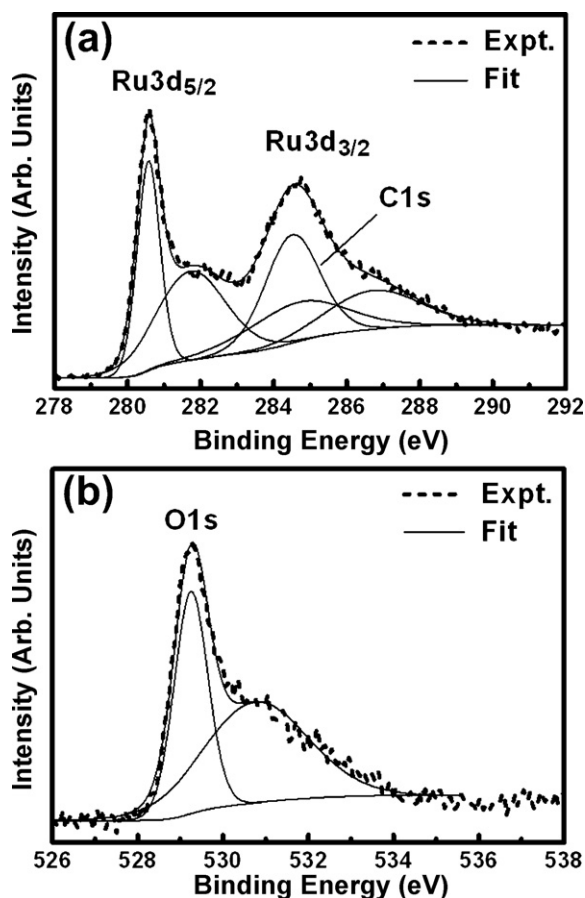 (a)
Expt.
Fit
Ru3d5/2
Ru3d3/2
C1s
Intensity (Arb. Units)
278 280 282 284 286 288 290 292
Binding Energy (eV)
(b)
Expt.
Fit
O1s
Intensity (Arb. Units)
526 528 530 532 534 536 538
Binding Energy (eV)